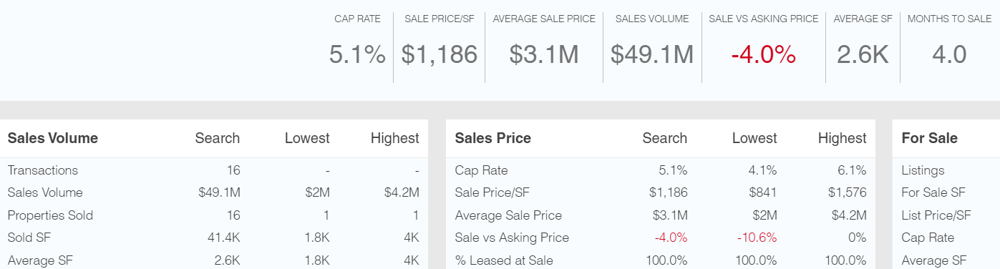 CAP RATE SALE PRICE/SF AVERAGE SALE PRICE SALES VOLUME SALE VS ASKING PRICE AVERAGE SF MONTHS TO SALE
5.1% $1,186 $3.1M $49.1M -4.0% 2.6K 4.0
Sales Volume Search Lowest Highest
Transactions 16 - -
Sales Volume $49.1M $2M $4.2M
Properties Sold 16 1 1
Sold SF 41.4K 1.8K 4K
Average SF 2.6K 1.8K 4K
Sales Price Search Lowest Highest
Cap Rate 5.1% 4.1% 6.1%
Sale Price/SF $1,186 $841 $1,576
Average Sale Price $3.1M $2M $4.2M
Sale vs Asking Price -4.0% -10.6% 0%
% Leased at Sale 100.0% 100.0% 100.0%
For Sale
Listings
For Sale SF
List Price/SF
Cap Rate
Average SF